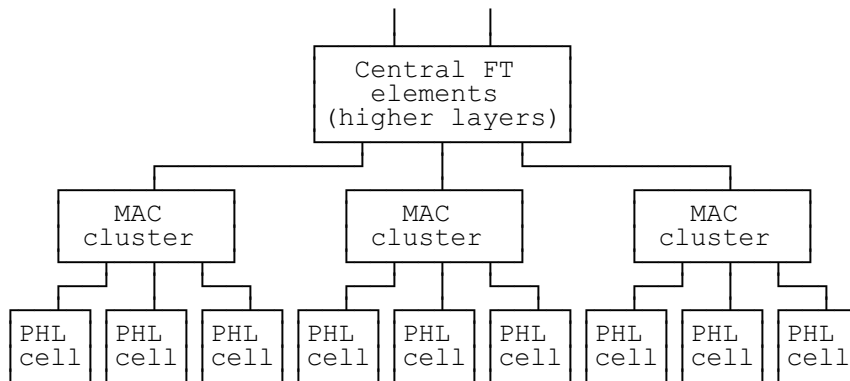 Central FT
elements
(higher layers)
MAC
cluster
MAC
cluster
MAC
cluster
PHL
cell
PHL
cell
PHL
cell
PHL
cell
PHL
cell
PHL
cell
PHL
cell
PHL
cell
PHL
cell